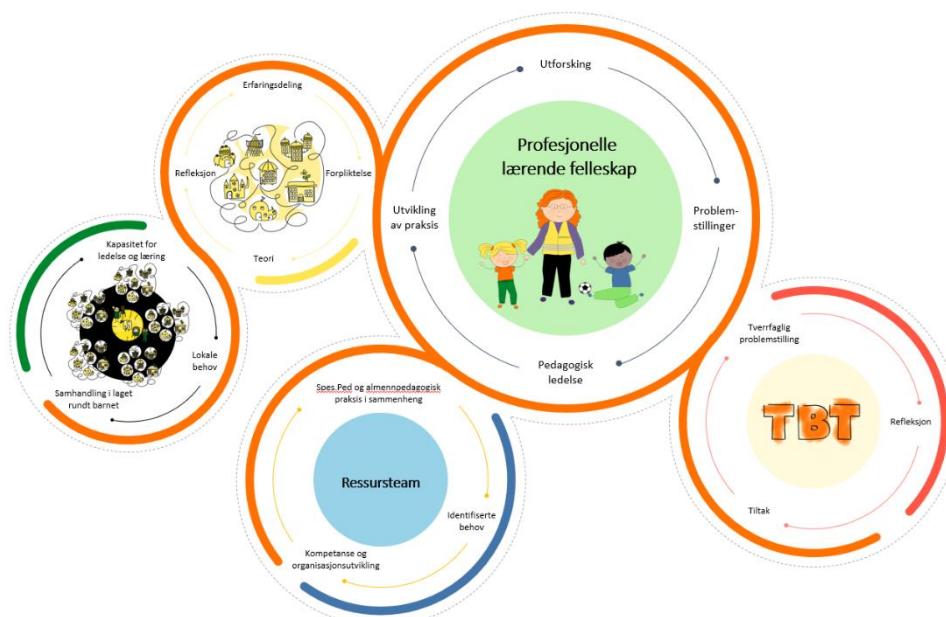 Utforsking
Profesjonelle
lærende felleskap
Utvikling
av praksis
Problem-
stillinger
Pedagogisk
ledelse
Erfaringsdeling
Refleksjon
Forpliktelse
Teori
Kapasitet for
ledelse og læring
Lokale
behov
Samhandling i laget
rundt barnet
Spes.Ped og almennpedagogisk
praksis i sammenheng
Ressursteam
Identifiserte
behov
Kompetanse og
organisasjonsutvikling
Tverrfaglig
problemstilling
TBT
Refleksjon
Tiltak